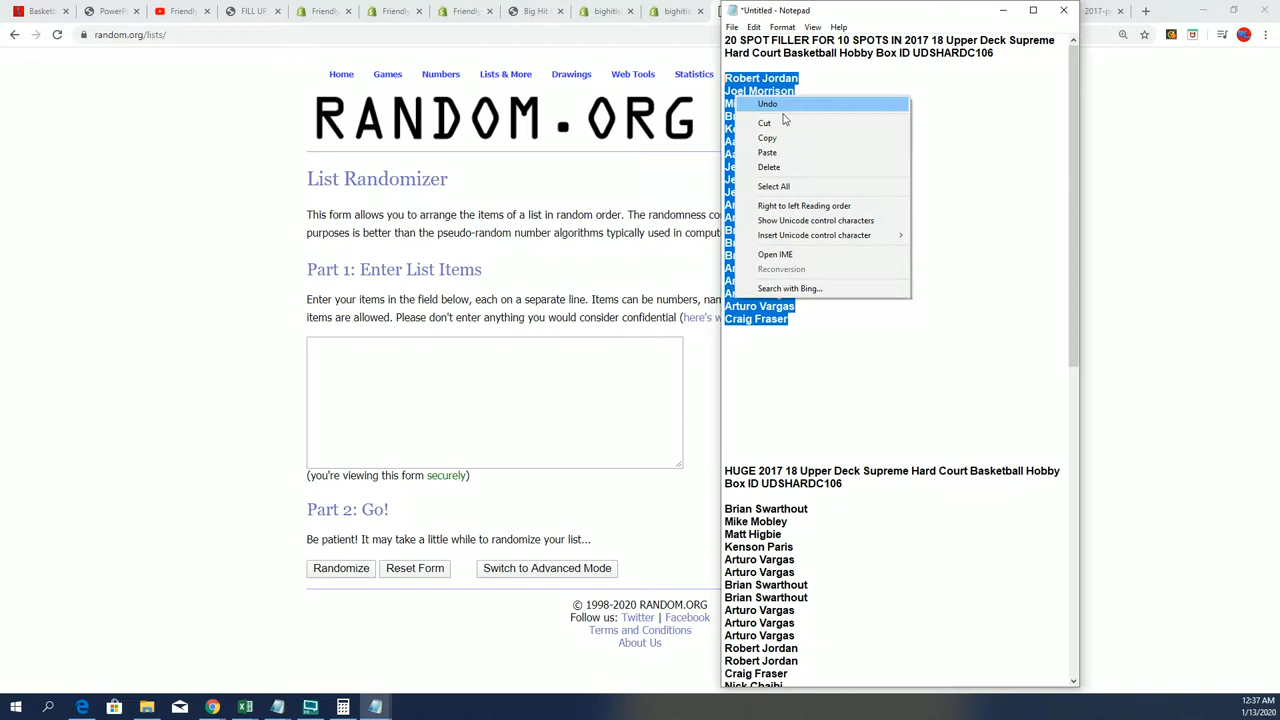 Basketb
PowerP
Friendly
FILL UP
Friendly
Friendly
Friendly
Big Hit
bighitic
bighitic
*Untitled - Notepad
2017-p
random.org/lists/
File Edit Format View Help
20 SPOT FILLER FOR 10 SPOTS IN 2017 18 Upper Deck Supreme
Hard Court Basketball Hobby Box ID UDSHARDC106
Home Games Numbers Lists & More Drawings Web Tools Statistics
RANDOM.ORG
Robert Jordan
Joel Morrison
Undo
Cut
Copy
Paste
Delete
Select All
Right to left Reading order
Show Unicode control characters
Insert Unicode control character
Open IME
Reconversion
Search with Bing...
Arturo Vargas
Craig Fraser
List Randomizer
This form allows you to arrange the items of a list in random order. The randomness
purposes is better than the pseudo-random number algorithms typically used in
Part 1: Enter List Items
Enter your items in the field below, each on a separate line. Items can be numbers,
items are allowed. Please don't enter anything you would consider confidential (here's
(you're viewing this form securely)
Part 2: Go!
Be patient! It may take a little while to randomize your list...
Randomize Reset Form Switch to Advanced Mode
© 1998-2020 RANDOM.ORG
Follow us: Twitter | Facebook
Terms and Conditions
About Us
HUGE 2017 18 Upper Deck Supreme Hard Court Basketball Hobby
Box ID UDSHARDC106
Brian Swarthout
Mike Mobley
Matt Higbie
Kenson Paris
Arturo Vargas
Arturo Vargas
Brian Swarthout
Brian Swarthout
Arturo Vargas
Arturo Vargas
Arturo Vargas
Robert Jordan
Robert Jordan
Craig Fraser
Nick Chaibi
12:37 AM
1/13/2020